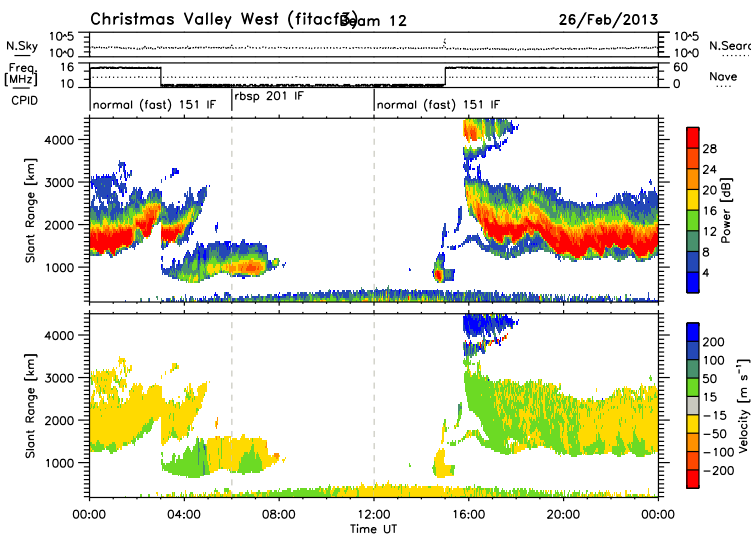 Christmas Valley West (fitacf3) Beam 12 26/Feb/2013
10^5 10^5
N.Sky N.Searc
10^0 10^0
Freq. 16 60
[MHz] Nave
10 0
CPID
normal (fast) 151 IF rbsp 201 IF normal (fast) 151 IF
Slant Range [km]
4000
3000
2000
1000
Power [dB]
28
24
20
16
12
8
4
Slant Range [km]
4000
3000
2000
1000
Velocity [m s⁻¹]
200
100
50
15
-15
-50
-100
-200
00:00 04:00 08:00 12:00 16:00 20:00 00:00
Time UT